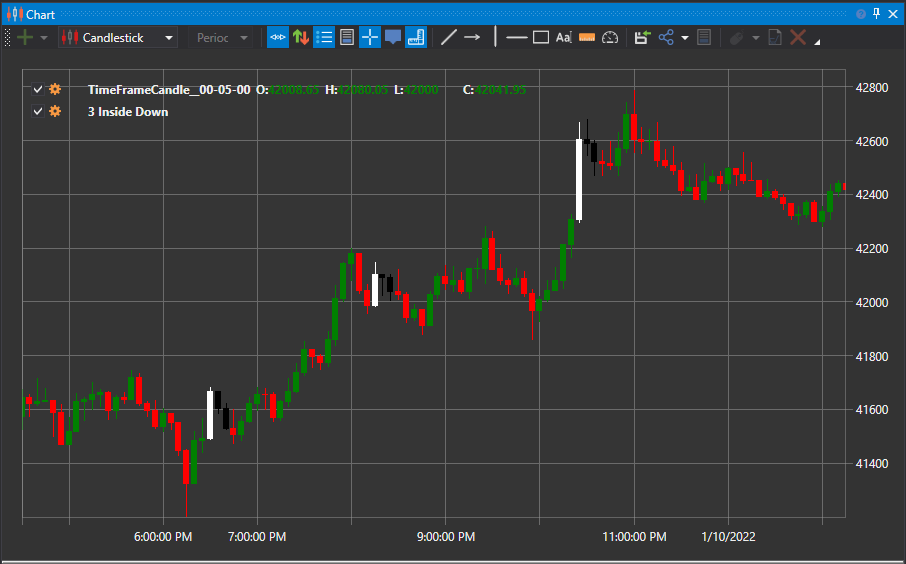 Chart
Candlestick Perioc Aa
TimeFrameCandle_00-05-00 O:42008.65 H:42080.05 L:42000 C:42041.95
3 Inside Down
42800
42600
42400
42200
42000
41800
41600
41400
6:00:00 PM 7:00:00 PM 9:00:00 PM 11:00:00 PM 1/10/2022